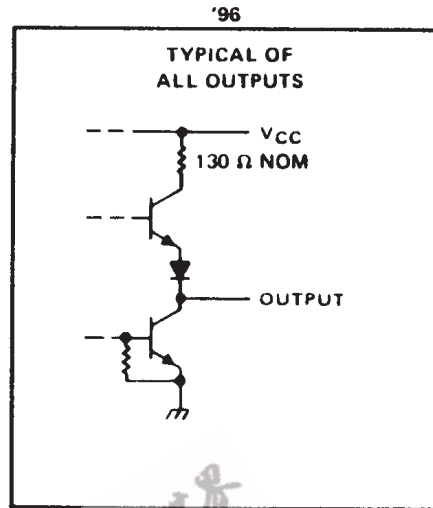 '96
TYPICAL OF
ALL OUTPUTS
VCC
130 Ω NOM
OUTPUT